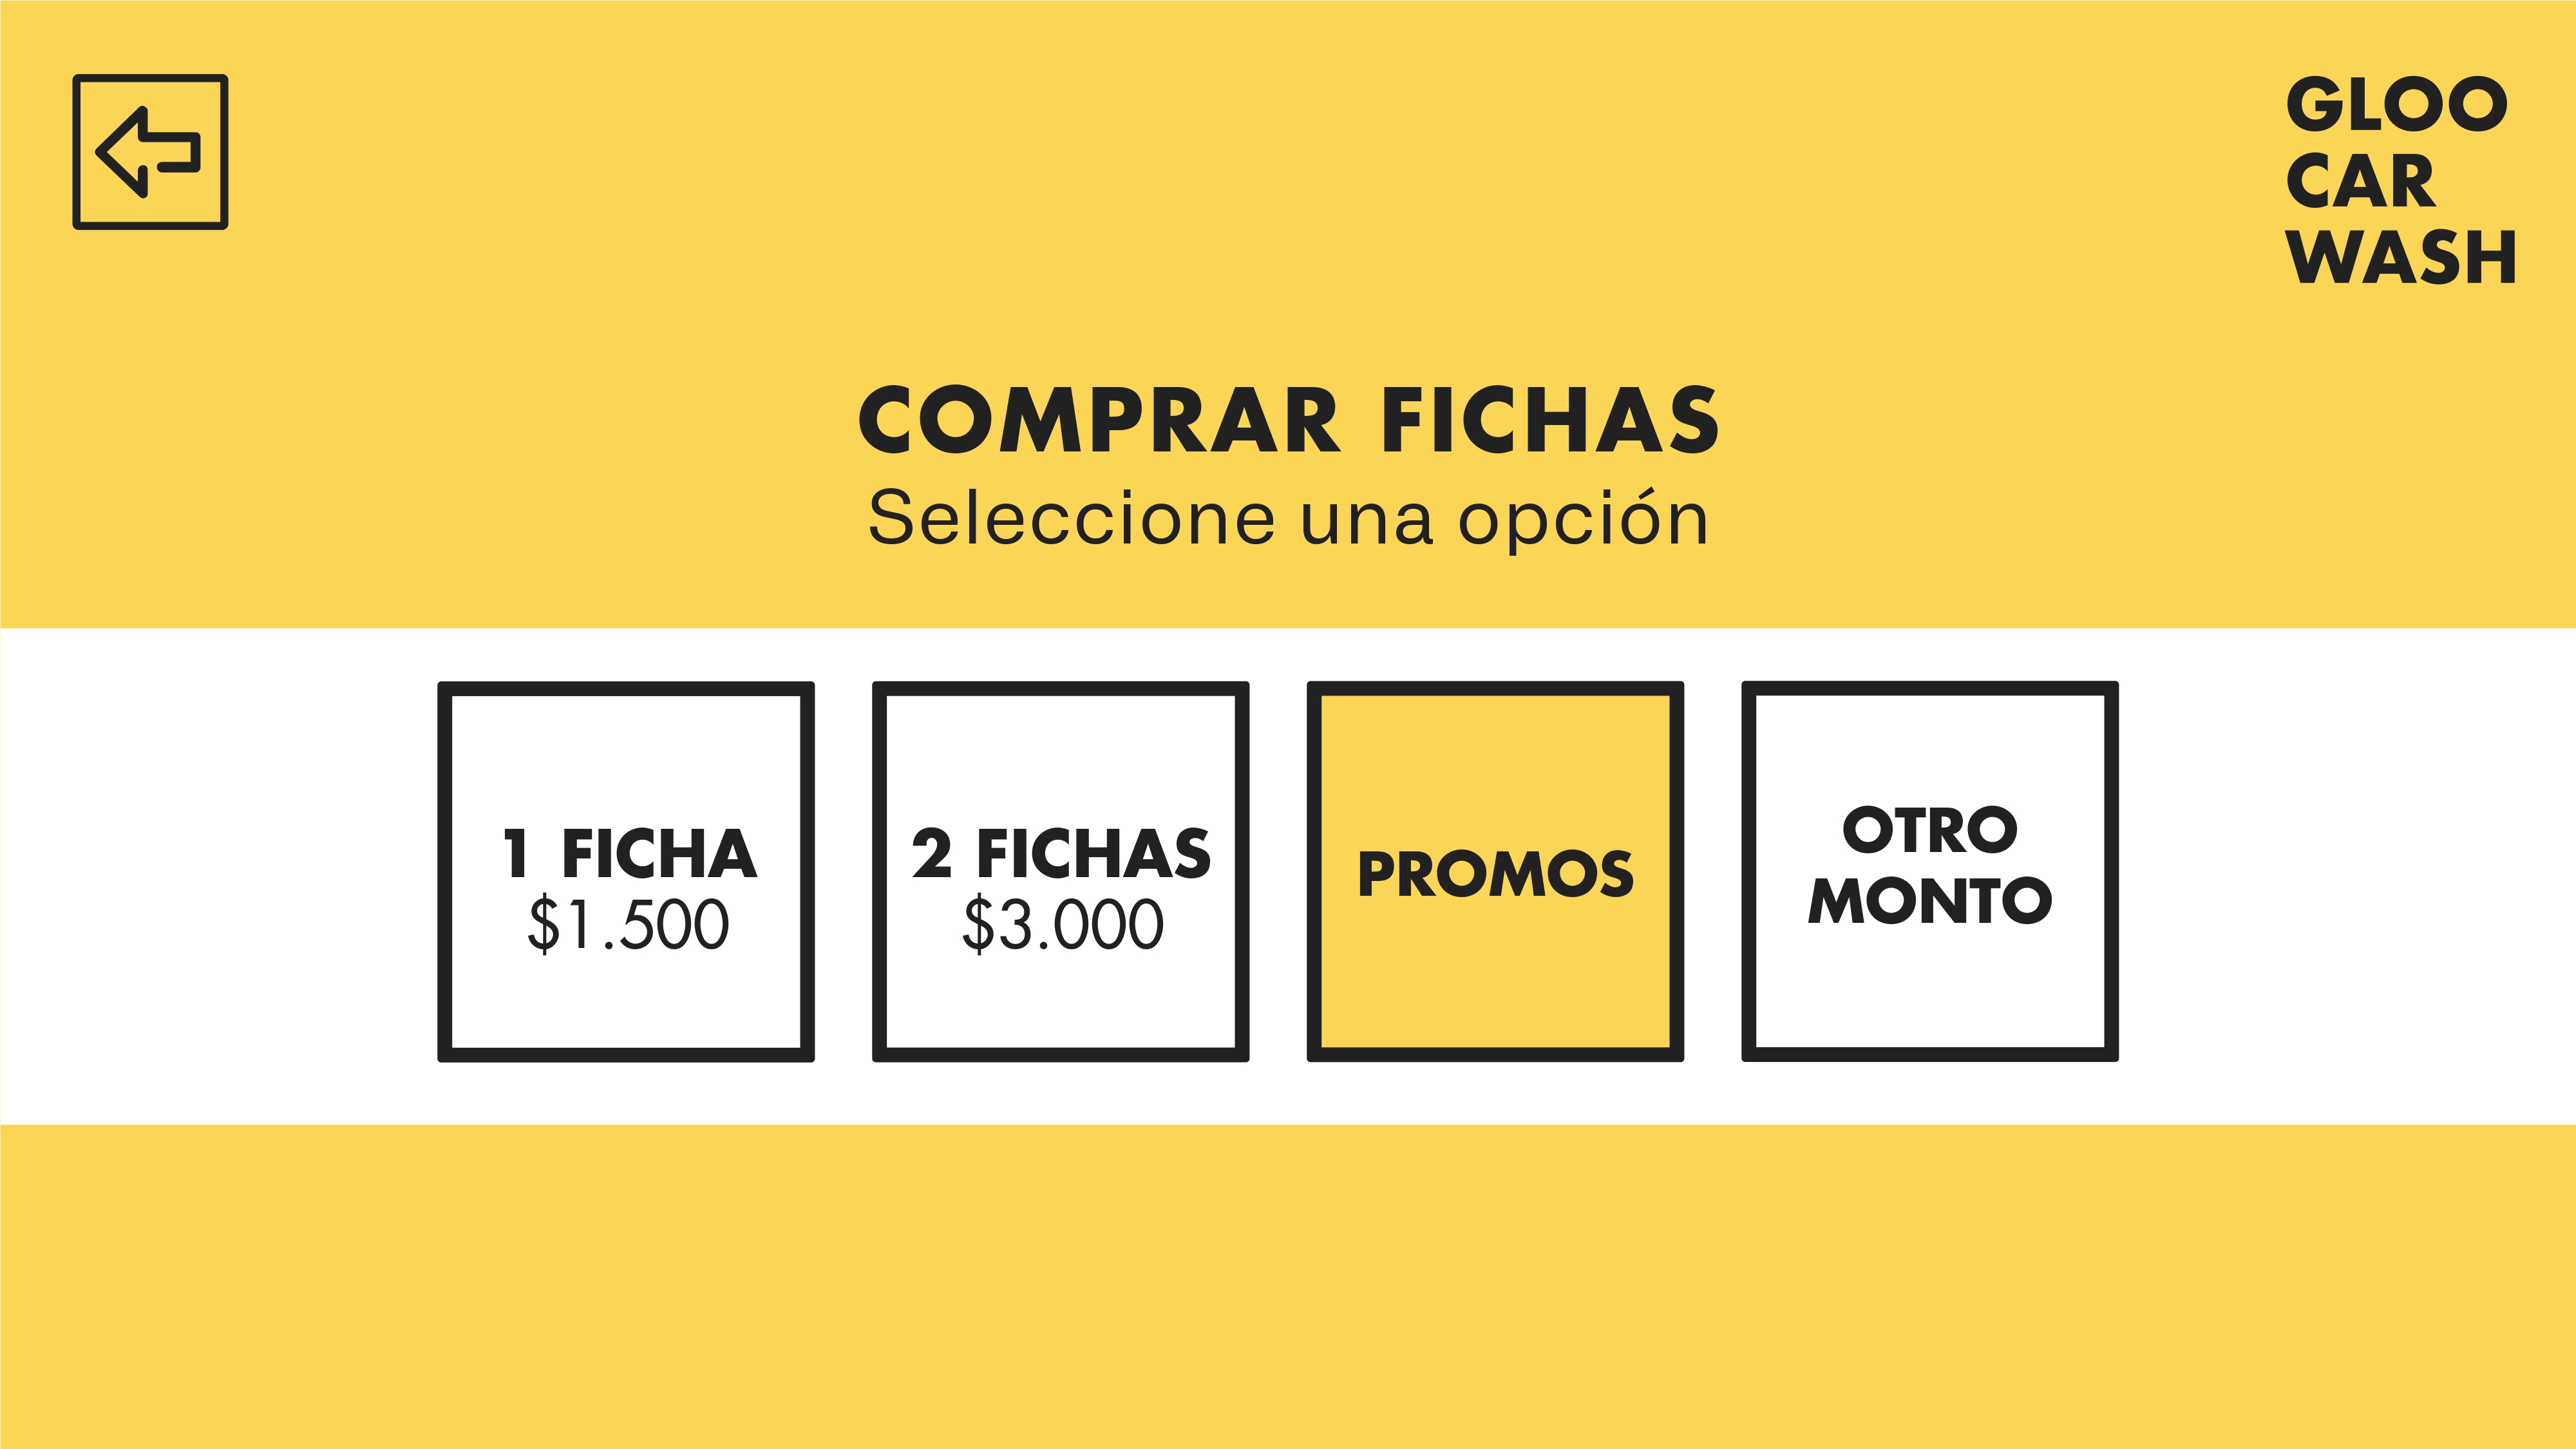 GLOO
CAR
WASH
COMPRAR FICHAS
Seleccione una opción
1 FICHA
$1.500
2 FICHAS
$3.000
PROMOS
OTRO
MONTO